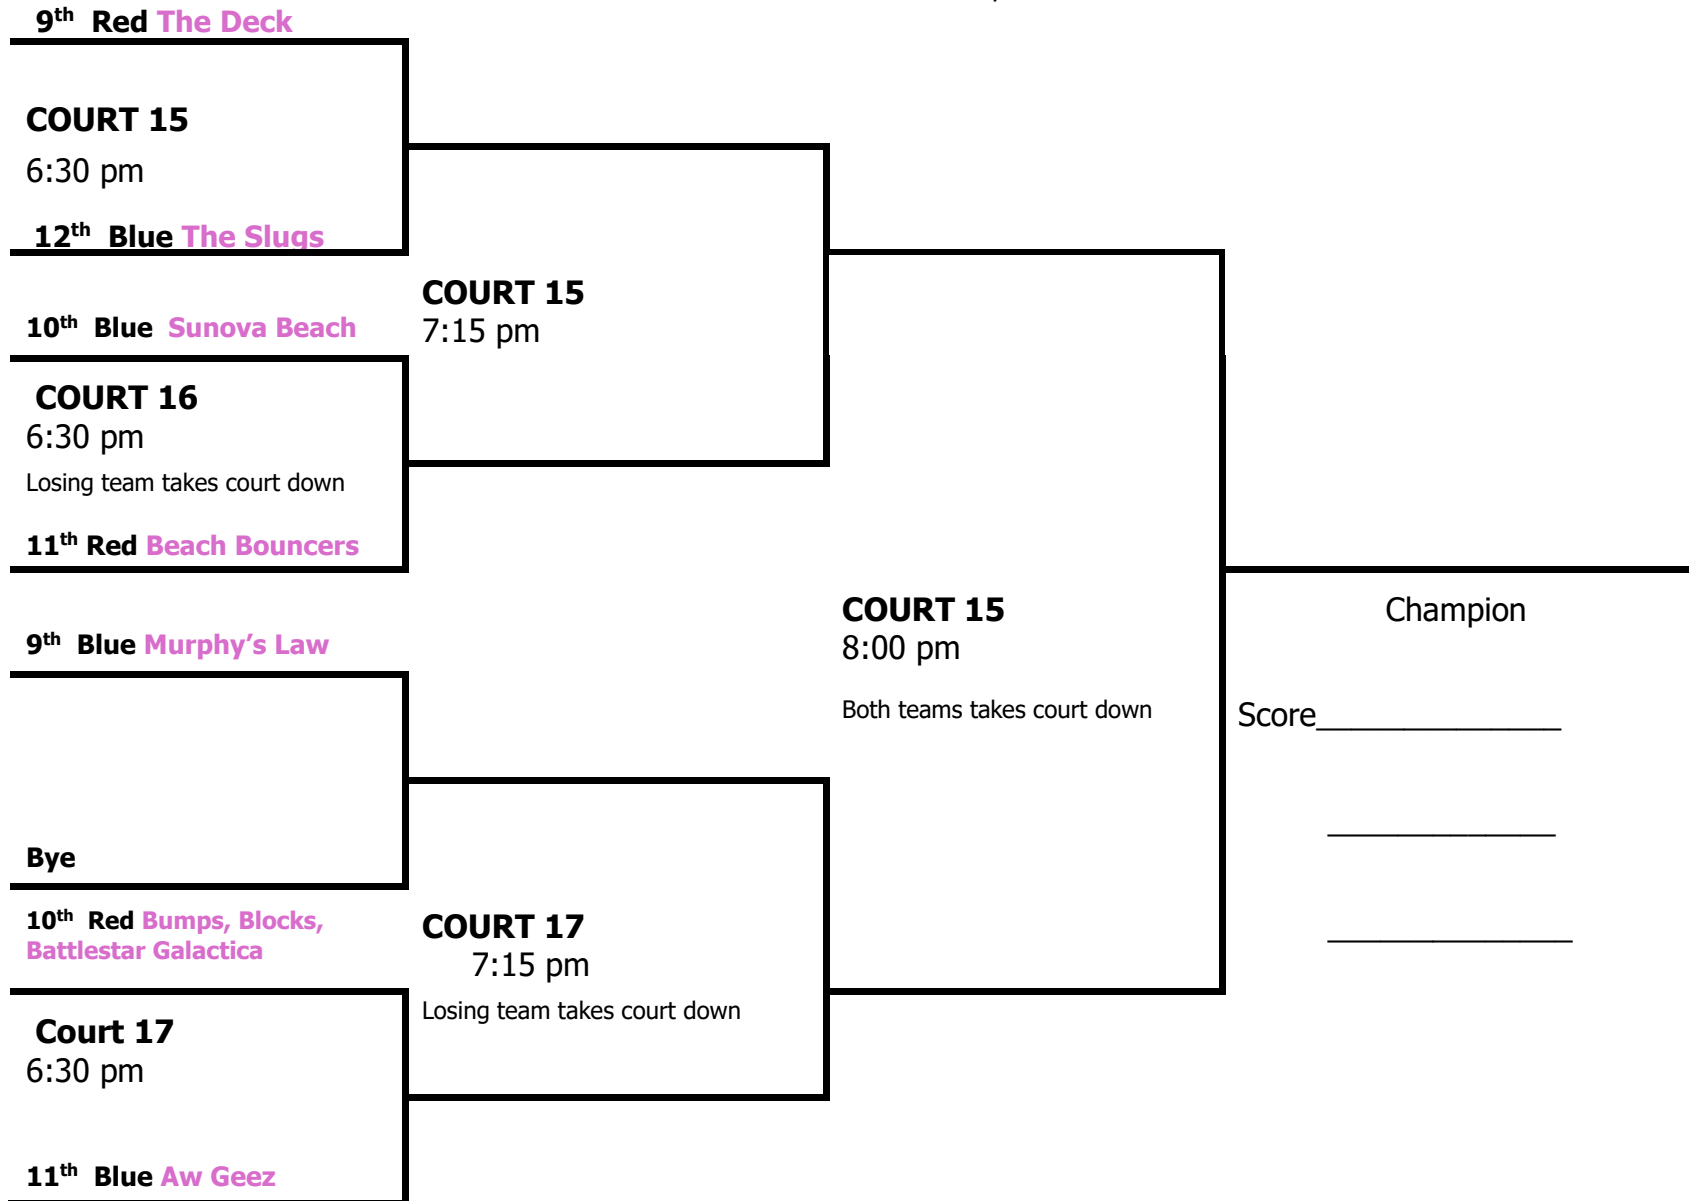 9th Red The Deck
COURT 15
6:30 pm
12th Blue The Slugs
10th Blue Sunova Beach
COURT 16
6:30 pm
Losing team takes court down
11th Red Beach Bouncers
9th Blue Murphy’s Law
Bye
10th Red Bumps, Blocks,
Battlestar Galactica
Court 17
6:30 pm
11th Blue Aw Geez
COURT 15
7:15 pm
COURT 17
7:15 pm
Losing team takes court down
COURT 15
8:00 pm
Both teams takes court down
Champion
Score______________
_____________
______________